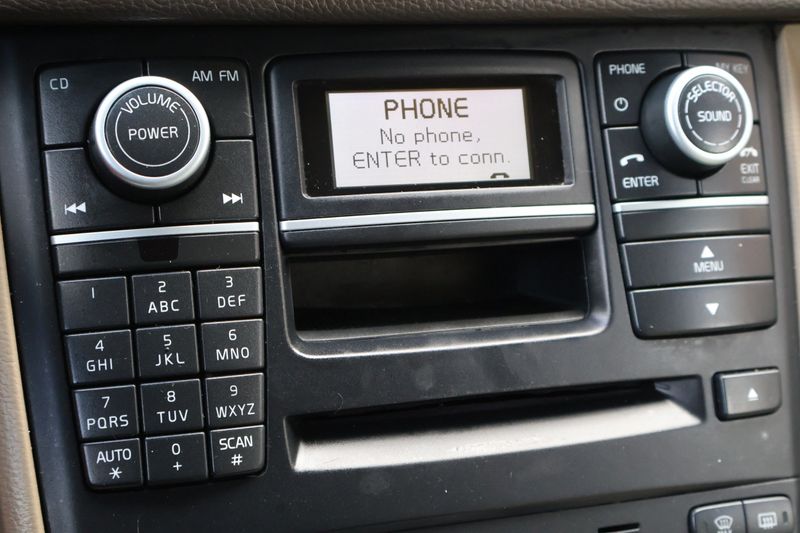 CD
AM FM
VOLUME
POWER
PHONE
No phone,
ENTER to conn.
PHONE
MY KEY
SELECTOR
SOUND
ENTER
EXIT
CLEAR
MENU
1
2
ABC
3
DEF
4
GHI
5
JKL
6
MNO
7
PQRS
8
TUV
9
WXYZ
AUTO
*
0
+
SCAN
#